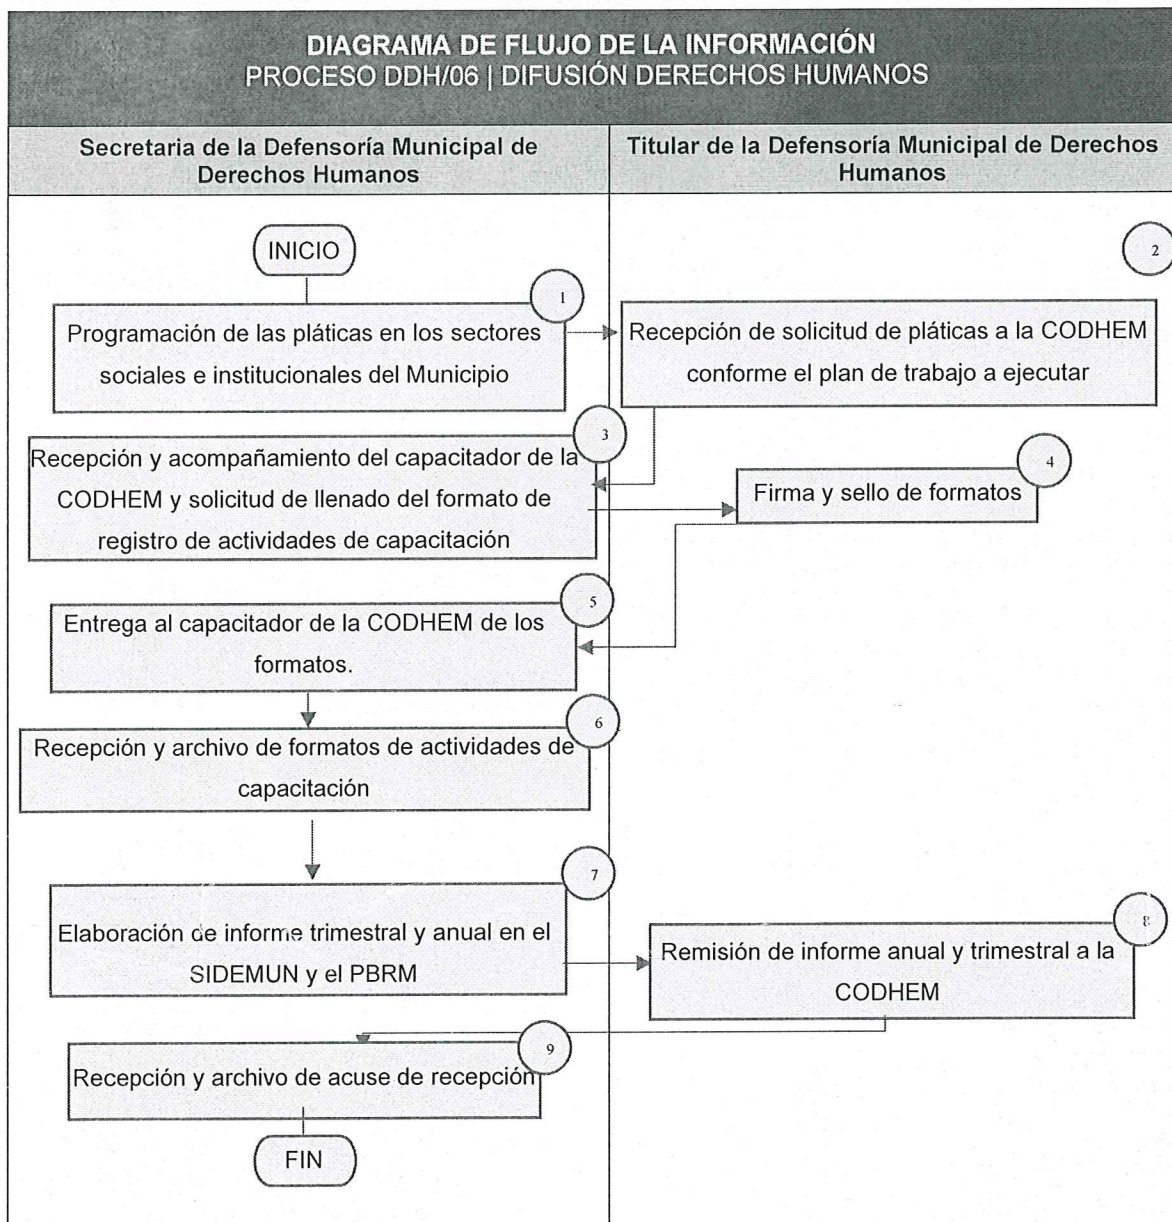 DIAGRAMA DE FLUJO DE LA INFORMACIÓN
PROCESO DDH/06 | DIFUSIÓN DERECHOS HUMANOS
Secretaria de la Defensoría Municipal de
Derechos Humanos
Titular de la Defensoría Municipal de Derechos
Humanos
INICIO
1
Programación de las pláticas en los sectores
sociales e institucionales del Municipio
2
Recepción de solicitud de pláticas a la CODHEM
conforme el plan de trabajo a ejecutar
3
Recepción y acompañamiento del capacitador de la
CODHEM y solicitud de llenado del formato de
registro de actividades de capacitación
4
Firma y sello de formatos
5
Entrega al capacitador de la CODHEM de los
formatos.
6
Recepción y archivo de formatos de actividades de
capacitación
7
Elaboración de informe trimestral y anual en el
SIDEMUN y el PBRM
8
Remisión de informe anual y trimestral a la
CODHEM
9
Recepción y archivo de acuse de recepción
FIN